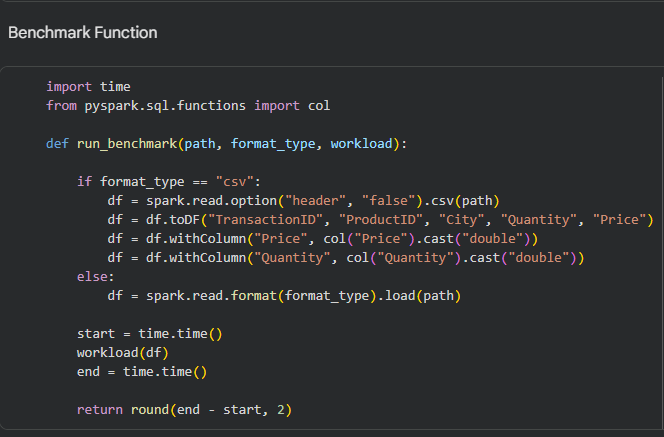 Benchmark Function
import time
from pyspark.sql.functions import col
def run_benchmark(path, format_type, workload):
if format_type == "csv":
df = spark.read.option("header", "false").csv(path)
df = df.toDF("TransactionID", "ProductID", "City", "Quantity", "Price")
df = df.withColumn("Price", col("Price").cast("double"))
df = df.withColumn("Quantity", col("Quantity").cast("double"))
else:
df = spark.read.format(format_type).load(path)
start = time.time()
workload(df)
end = time.time()
return round(end - start, 2)